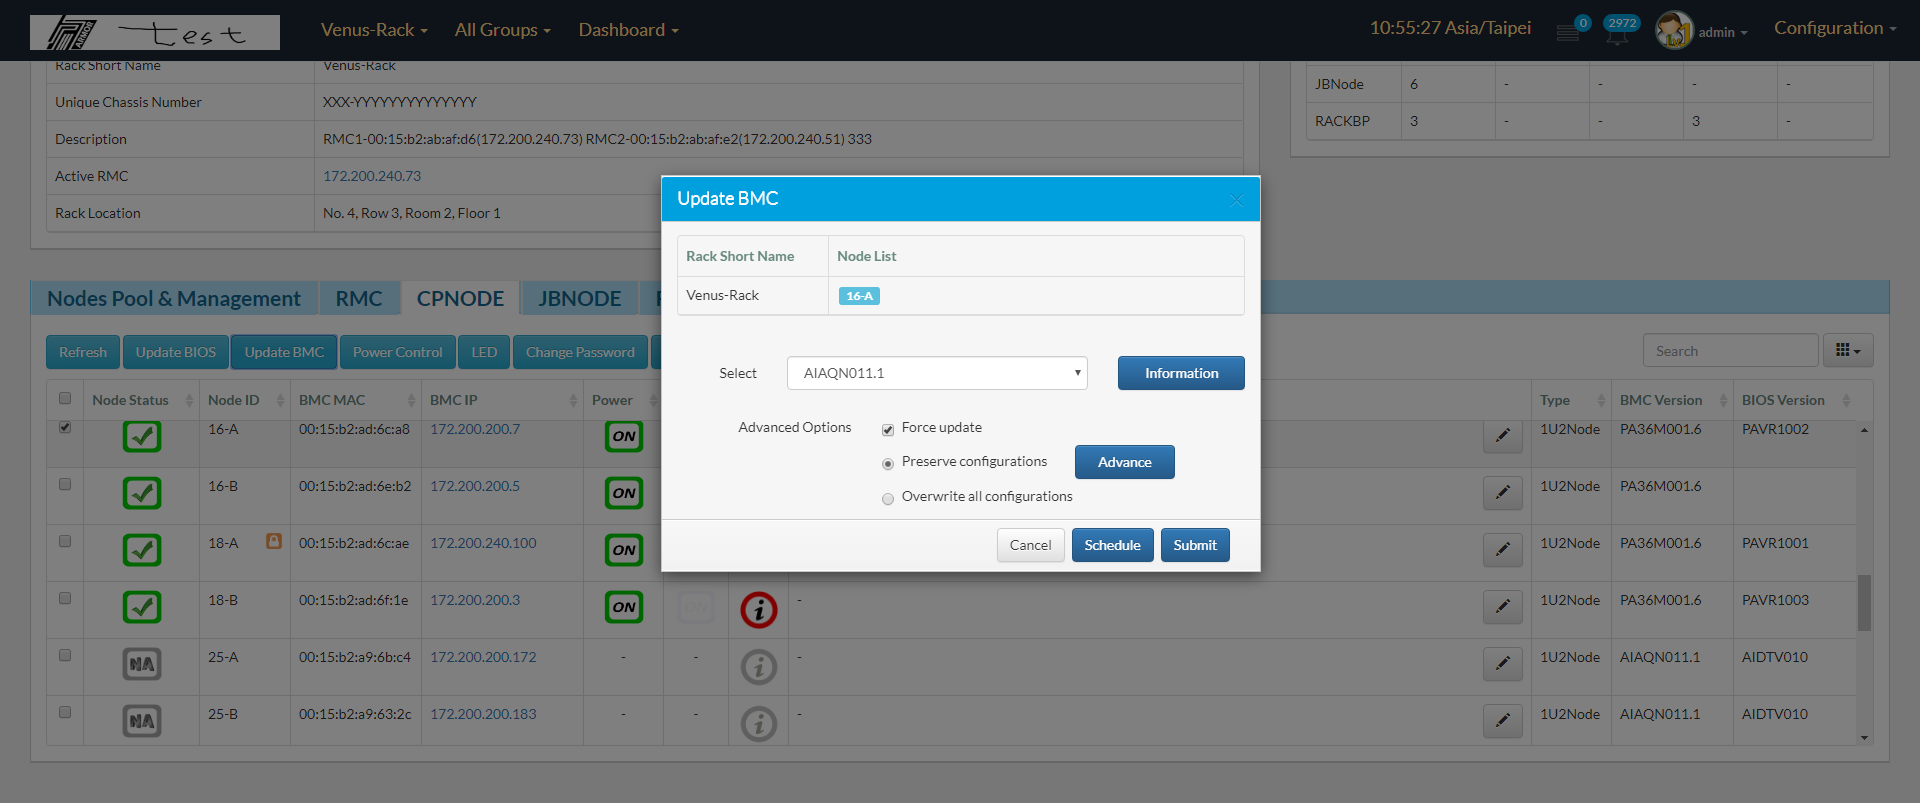 ARMOR test Venus-Rack All Groups Dashboard 10:55:27 Asia/Taipei 0 2972 admin Configuration
Rack Short Name Venus-Rack
Unique Chassis Number XXX-YYYYYYYYYYYYYY
Description RMC1-00:15:b2:ab:af:d6(172.200.240.73) RMC2-00:15:b2:ab:af:e2(172.200.240.51) 333
Active RMC 172.200.240.73
Rack Location No. 4, Row 3, Room 2, Floor 1
JBNode 6 - - - -
RACKBP 3 - - 3 -
Update BMC ×
Rack Short Name Node List
Venus-Rack 16-A
Select AIAQN011.1 Information
Advanced Options Force update
Preserve configurations Advance
Overwrite all configurations
Cancel Schedule Submit
Nodes Pool & Management RMC CPNODE JBNODE
Refresh Update BIOS Update BMC Power Control LED Change Password Search
Node Status Node ID BMC MAC BMC IP Power Type BMC Version BIOS Version
16-A 00:15:b2:ad:6c:a8 172.200.200.7 ON 1U2Node PA36M001.6 PAVR1002
16-B 00:15:b2:ad:6e:b2 172.200.200.5 ON 1U2Node PA36M001.6
18-A 00:15:b2:ad:6c:ae 172.200.240.100 ON 1U2Node PA36M001.6 PAVR1001
18-B 00:15:b2:ad:6f:1e 172.200.200.3 ON ON i - 1U2Node PA36M001.6 PAVR1003
NA 25-A 00:15:b2:a9:6b:c4 172.200.200.172 - - i - 1U2Node AIAQN011.1 AIDTV010
NA 25-B 00:15:b2:a9:63:2c 172.200.200.183 - - i - 1U2Node AIAQN011.1 AIDTV010